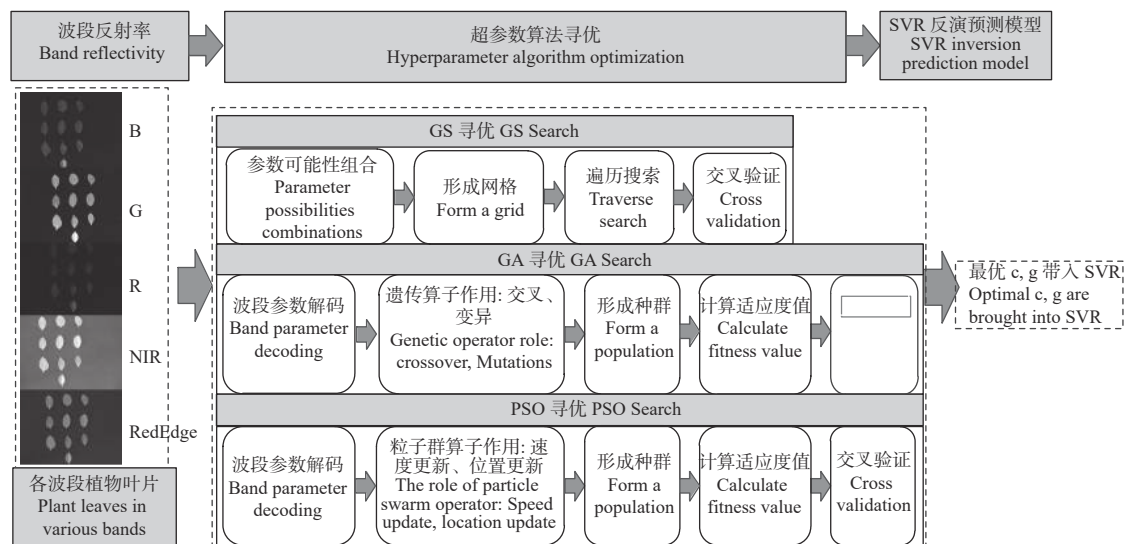 波段反射率
Band reflectivity
超参数算法寻优
Hyperparameter algorithm optimization
SVR 反演预测模型
SVR inversion
prediction model
B
G
R
NIR
RedEdge
各波段植物叶片
Plant leaves in
various bands
GS 寻优 GS Search
参数可能性组合
Parameter
possibilities
combinations
形成网格
Form a grid
遍历搜索
Traverse
search
交叉验证
Cross
validation
GA 寻优 GA Search
波段参数解码
Band parameter
decoding
遗传算子作用: 交叉、
变异
Genetic operator role:
crossover, Mutations
形成种群
Form a
population
计算适应度值
Calculate
fitness value
PSO 寻优 PSO Search
波段参数解码
Band parameter
decoding
粒子群算子作用: 速
度更新、位置更新
The role of particle
swarm operator: Speed
update, location update
形成种群
Form a
population
计算适应度值
Calculate
fitness value
交叉验证
Cross
validation
最优 c, g 带入 SVR
Optimal c, g are
brought into SVR